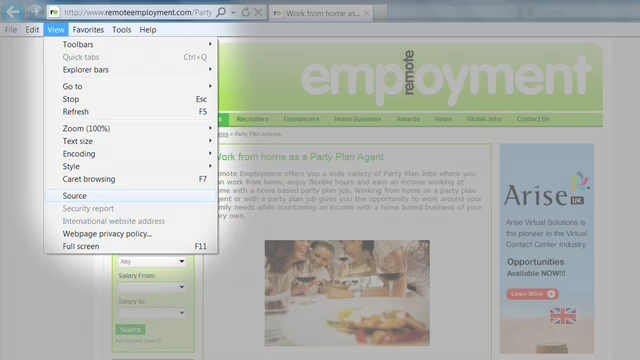 http://www.remoteemployment.com/Party
Work from home as a
File Edit View Favorites Tools Help
Toolbars
Quick tabs Ctrl+Q
Explorer bars
Go to
Stop Esc
Refresh F5
Zoom (100%)
Text size
Encoding
Style
Caret browsing F7
Source
Security report
International website address
Webpage privacy policy...
Full screen F11
remote
employment
Recruiters Freelancers Home Business Awards News Global Jobs Contact Us
> Party Plan Articles
Work from home as a Party Plan Agent
Remote Employment offers you a wide variety of Party Plan Jobs where you
work from home, enjoy flexible hours and earn an income working at
home with a home based party plan job. Working from home as a party plan
agent or with a party plan job gives you the opportunity to work around your
family needs while maintaining an income with a home based business of your
very own.
Any
Salary From:
Salary to:
Search
Advanced Search
Arise
UK
Arise Virtual Solutions is
the pioneer in the Virtual
Contact Center Industry.
Opportunities
Available NOW!!!
Learn More